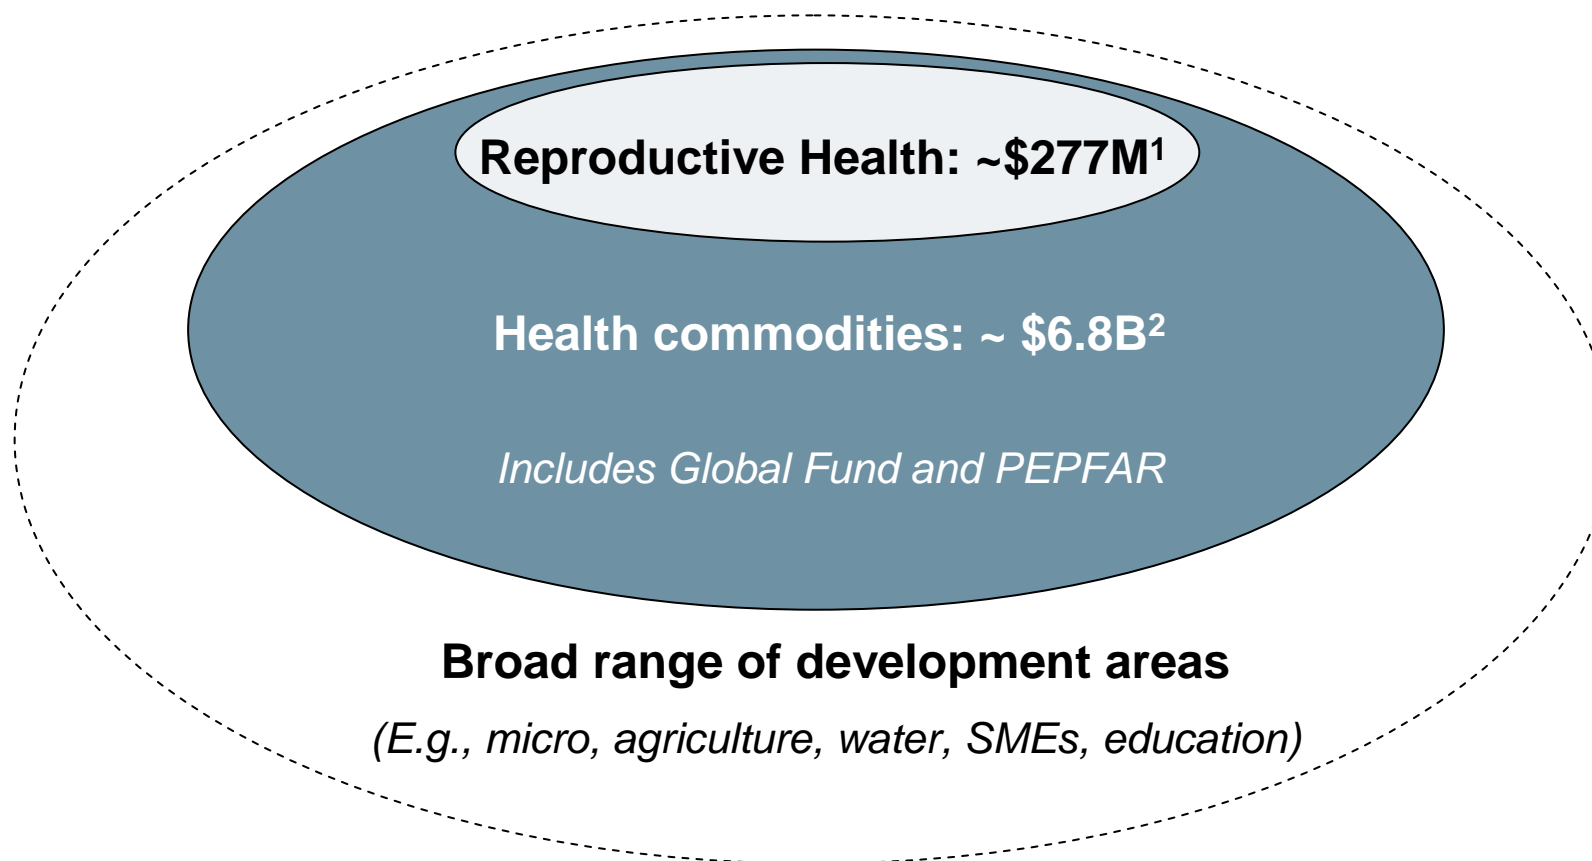 Reproductive Health: ~$277M¹
Health commodities: ~ $6.8B²
Includes Global Fund and PEPFAR
Broad range of development areas
(E.g., micro, agriculture, water, SMEs, education)